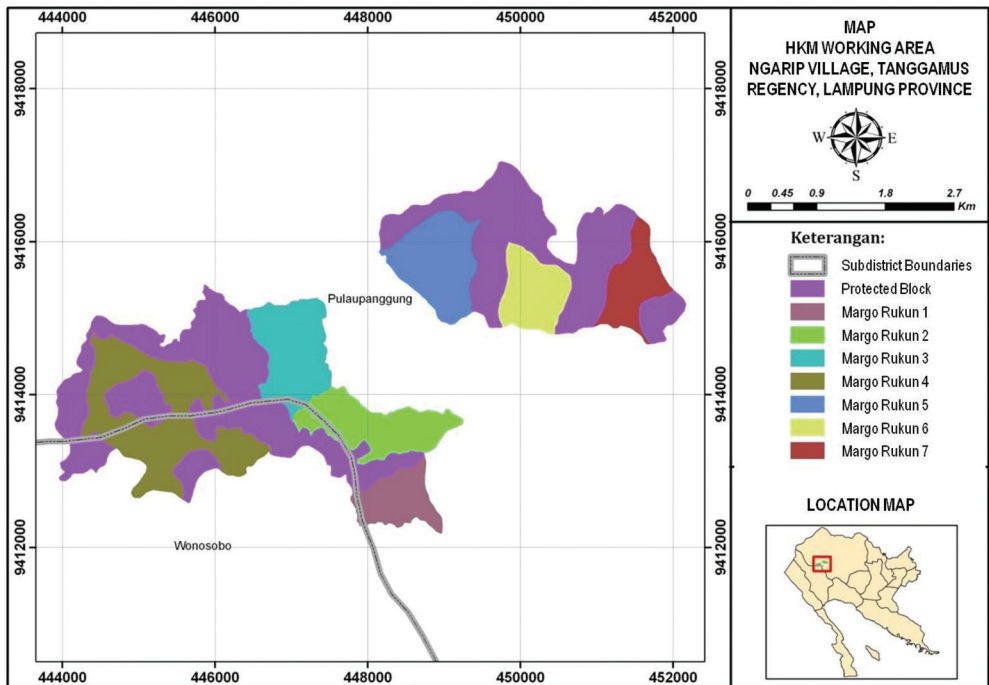 444000 446000 448000 450000 452000
9418000 9418000
9416000 9416000
9414000 9414000
9412000 9412000
Pulaupanggung
Wonosobo
444000 446000 448000 450000 452000
MAP
HKM WORKING AREA
NGARIP VILLAGE, TANGGAMUS
REGENCY, LAMPUNG PROVINCE
N
W E
S
0 0.45 0.9 1.8 2.7
Km
Keterangan:
Subdistrict Boundaries
Protected Block
Margo Rukun 1
Margo Rukun 2
Margo Rukun 3
Margo Rukun 4
Margo Rukun 5
Margo Rukun 6
Margo Rukun 7
LOCATION MAP